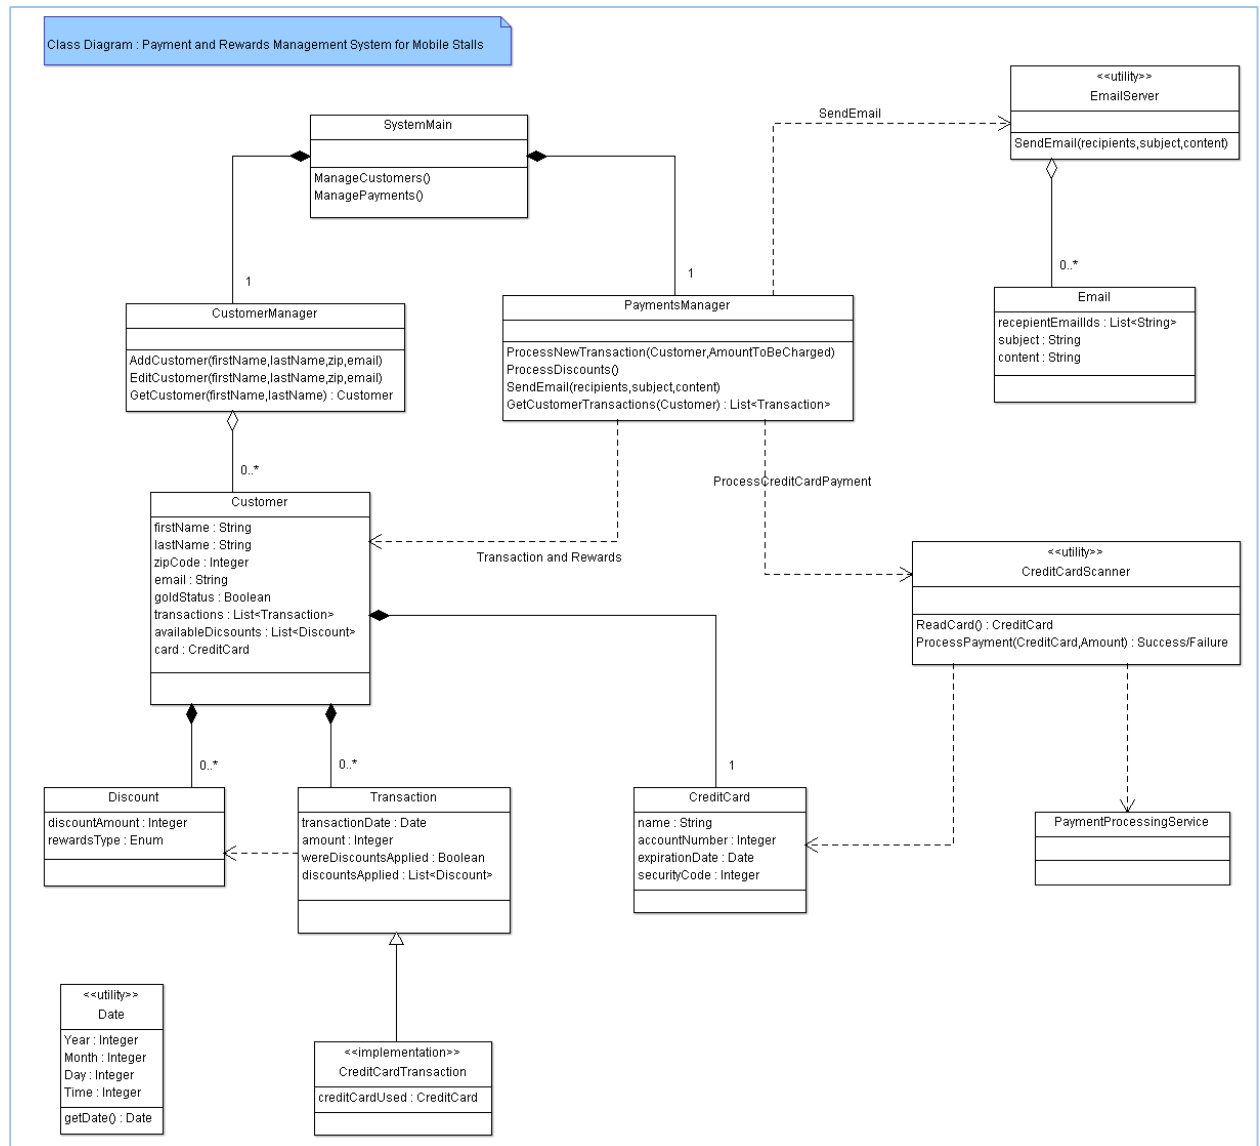 Class Diagram : Payment and Rewards Management System for Mobile Stalls
<<utility>>
EmailServer
SendEmail(recipients,subject,content)
SendEmail
SystemMain
ManageCustomers()
ManagePayments()
1
1
0..*
CustomerManager
AddCustomer(firstName,lastName,zip,email)
EditCustomer(firstName,lastName,zip,email)
GetCustomer(firstName,lastName) : Customer
PaymentsManager
ProcessNewTransaction(Customer,AmountToBeCharged)
ProcessDiscounts()
SendEmail(recipients,subject,content)
GetCustomerTransactions(Customer) : List<Transaction>
Email
recepientEmailIds : List<String>
subject : String
content : String
0..*
ProcessCreditCardPayment
Customer
firstName : String
lastName : String
zipCode : Integer
email : String
goldStatus : Boolean
transactions : List<Transaction>
availableDicsounts : List<Discount>
card : CreditCard
Transaction and Rewards
<<utility>>
CreditCardScanner
ReadCard() : CreditCard
ProcessPayment(CreditCard,Amount) : Success/Failure
0..*
0..*
1
Discount
discountAmount : Integer
rewardsType : Enum
Transaction
transactionDate : Date
amount : Integer
wereDiscountsApplied : Boolean
discountsApplied : List<Discount>
CreditCard
name : String
accountNumber : Integer
expirationDate : Date
securityCode : Integer
PaymentProcessingService
<<utility>>
Date
Year : Integer
Month : Integer
Day : Integer
Time : Integer
getDate() : Date
<<implementation>>
CreditCardTransaction
creditCardUsed : CreditCard